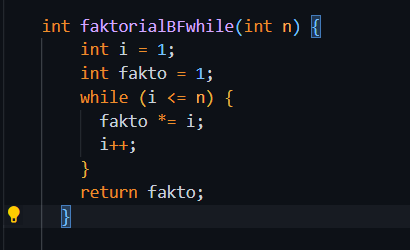 int faktorialBFwhile(int n) {
int i = 1;
int fakto = 1;
while (i <= n) {
fakto *= i;
i++;
}
return fakto;
}